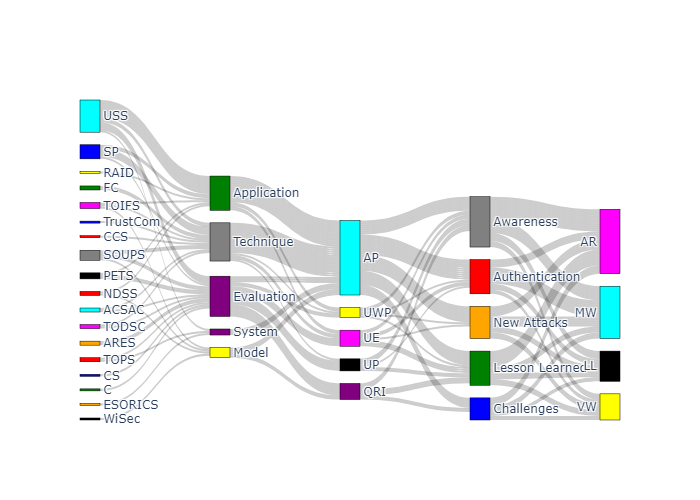 USS
SP
RAID
FC
TOIFS
TrustCom
CCS
SOUPS
PETS
NDSS
ACSAC
TODSC
ARES
TOPS
CS
C
ESORICS
WiSec
Application
Technique
Evaluation
System
Model
AP
UWP
UE
UP
QRI
Awareness
Authentication
New Attacks
Lesson Learned
Challenges
AR
MW
LL
VW